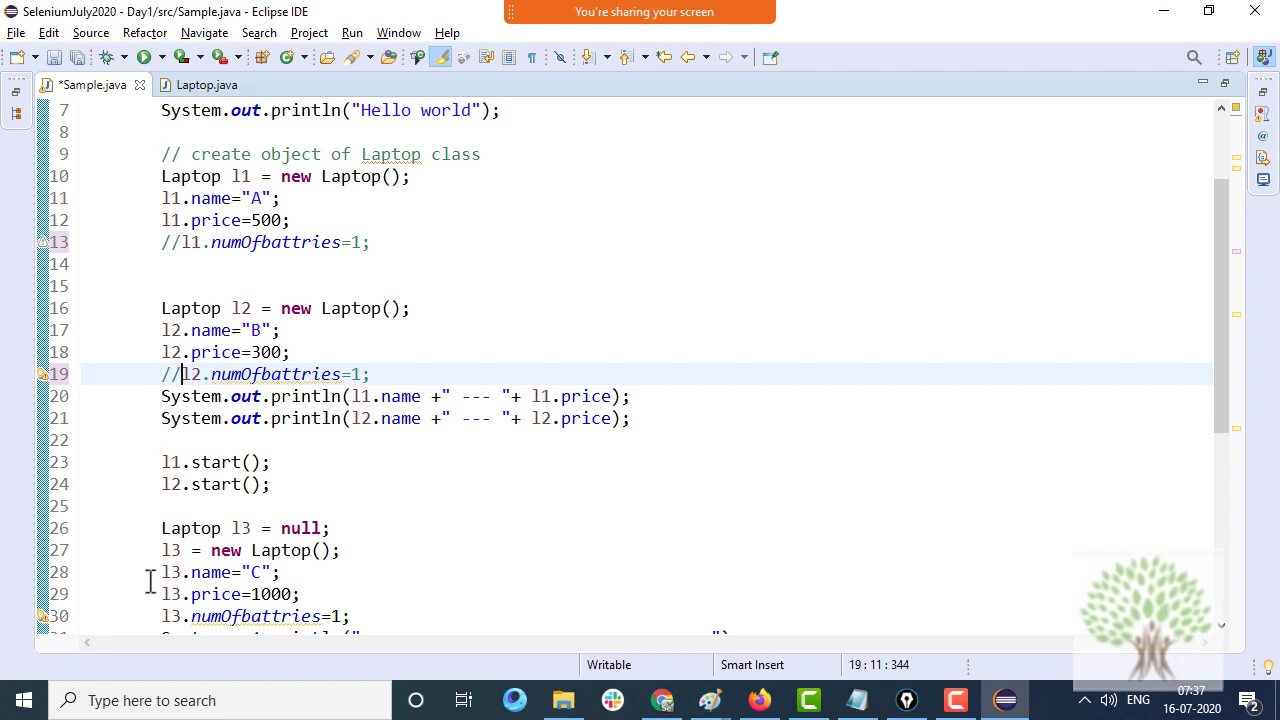 SeleniumJuly2020 - Day1/src/Sample.java - Eclipse IDE
You're sharing your screen
File Edit Source Refactor Navigate Search Project Run Window Help
*Sample.java Laptop.java
7 System.out.println("Hello world");
8
9 // create object of Laptop class
10 Laptop l1 = new Laptop();
11 l1.name="A";
12 l1.price=500;
13 //l1.numOfbattries=1;
14
15
16 Laptop l2 = new Laptop();
17 l2.name="B";
18 l2.price=300;
19 //l2.numOfbattries=1;
20 System.out.println(l1.name +" --- "+ l1.price);
21 System.out.println(l2.name +" --- "+ l2.price);
22
23 l1.start();
24 l2.start();
25
26 Laptop l3 = null;
27 l3 = new Laptop();
28 l3.name="C";
29 l3.price=1000;
30 l3.numOfbattries=1;
Writable Smart Insert 19 : 11 : 344
Type here to search
ENG
07:37
16-07-2020
2